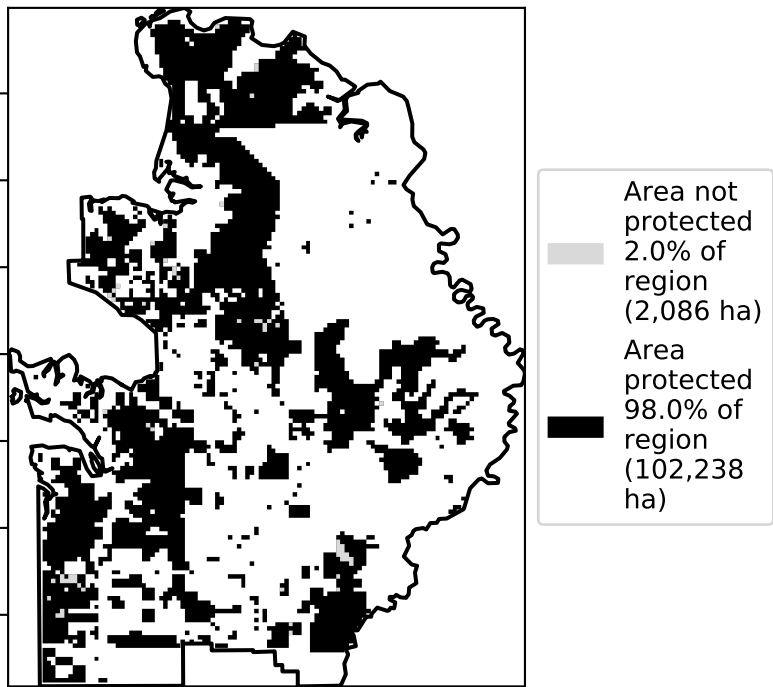 Area not
protected
2.0% of
region
(2,086 ha)
Area
protected
98.0% of
region
(102,238
ha)